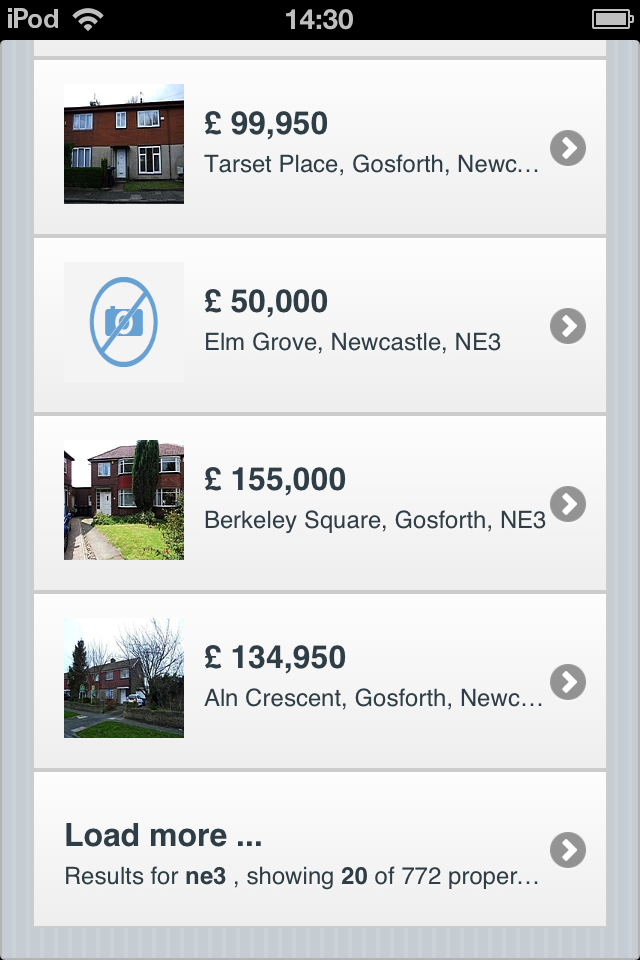 iPod 14:30
£ 99,950
Tarset Place, Gosforth, Newc…
£ 50,000
Elm Grove, Newcastle, NE3
£ 155,000
Berkeley Square, Gosforth, NE3
£ 134,950
Aln Crescent, Gosforth, Newc…
Load more ...
Results for ne3 , showing 20 of 772 proper…